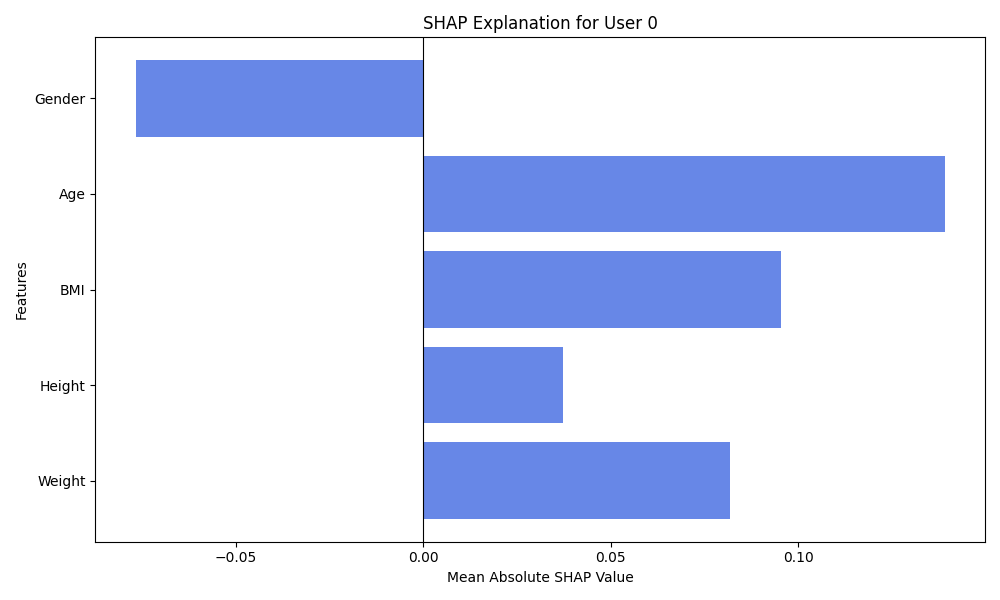 SHAP Explanation for User 0
Features
Gender
Age
BMI
Height
Weight
−0.05
0.00
0.05
0.10
Mean Absolute SHAP Value